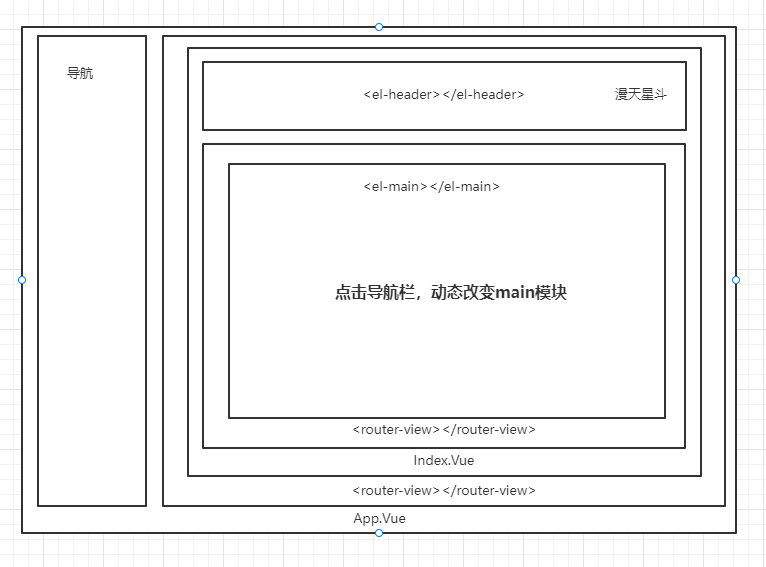 导航
<el-header></el-header>
漫天星斗
<el-main></el-main>
点击导航栏，动态改变main模块
<router-view></router-view>
Index.Vue
<router-view></router-view>
App.Vue